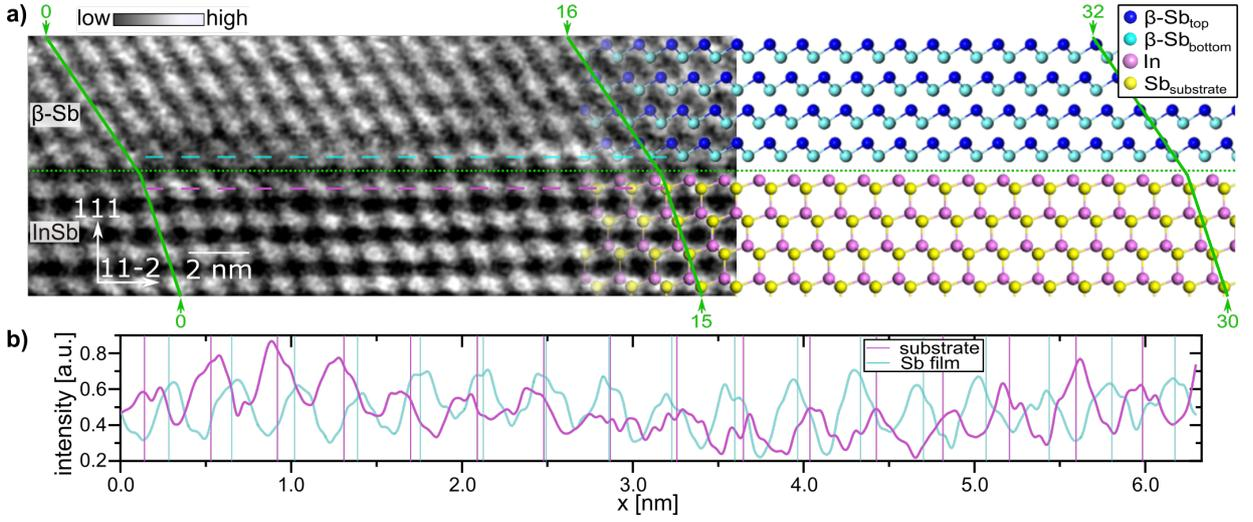 a)
0
16
32
low
high
β-Sb_top
β-Sb_bottom
In
Sb_substrate
β-Sb
111
InSb
11-2
2 nm
0
15
30
b)
substrate
Sb film
intensity [a.u.]
0.8
0.6
0.4
0.2
0.0
1.0
2.0
3.0
4.0
5.0
6.0
x [nm]